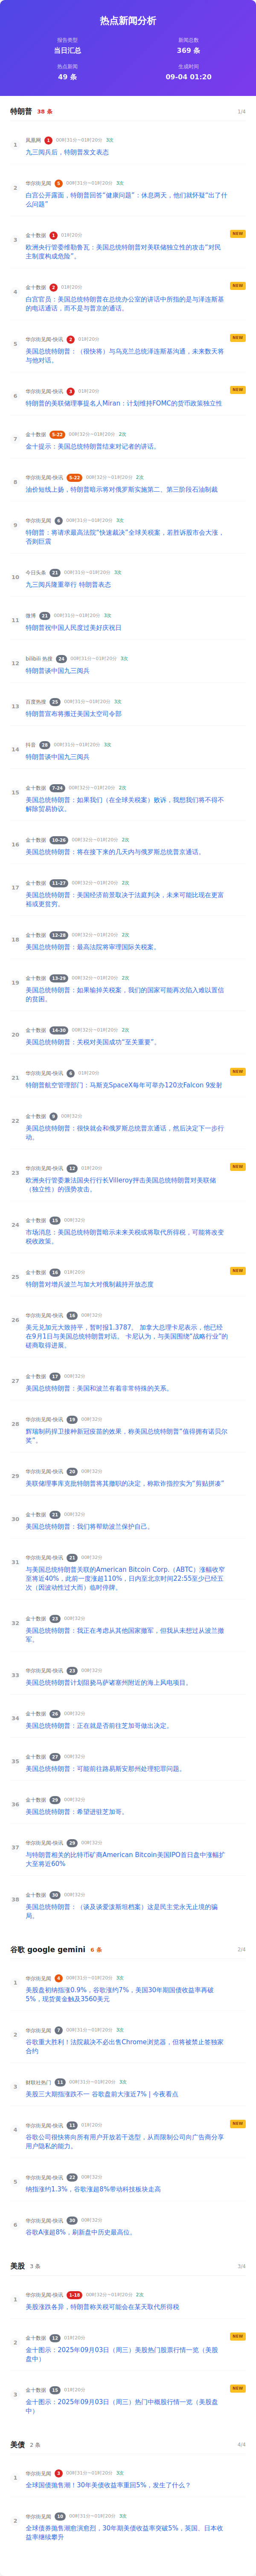 热点新闻分析
报告类型
新闻总数
当日汇总
369 条
热点新闻
生成时间
49 条
09-04 01:20
特朗普 38 条 1/4
1 凤凰网 1 00时31分~01时20分 3次
九三阅兵后，特朗普发文表态
2 华尔街见闻 5 00时31分~01时20分 3次
白宫公开露面，特朗普回答“健康问题”：休息两天，他们就怀疑“出了什
么问题”
3 金十数据 1 01时20分 NEW
欧洲央行管委维勒鲁瓦：美国总统特朗普对美联储独立性的攻击“对民
主制度构成危险”。
4 金十数据 2 01时20分 NEW
白宫官员：美国总统特朗普在总统办公室的讲话中所指的是与泽连斯基
的电话通话，而不是与普京的通话。
5 华尔街见闻-快讯 2 01时20分 NEW
美国总统特朗普：（很快将）与乌克兰总统泽连斯基沟通，未来数天将
与他对话。
6 华尔街见闻-快讯 3 01时20分 NEW
特朗普的美联储理事提名人Miran：计划维持FOMC的货币政策独立性
7 金十数据 5-22 00时32分~01时20分 2次
金十提示：美国总统特朗普结束对记者的讲话。
8 华尔街见闻-快讯 5-22 00时32分~01时20分 2次
油价短线上扬，特朗普暗示将对俄罗斯实施第二、第三阶段石油制裁
9 华尔街见闻 6 00时31分~01时20分 3次
特朗普：将请求最高法院“快速裁决”全球关税案，若胜诉股市会大涨，
否则巨震
10 今日头条 21 00时31分~01时20分 3次
九三阅兵隆重举行 特朗普表态
11 微博 21 00时31分~01时20分 3次
特朗普祝中国人民度过美好庆祝日
12 bilibili 热搜 24 00时31分~01时20分 3次
特朗普谈中国九三阅兵
13 百度热搜 25 00时31分~01时20分 3次
特朗普宣布将搬迁美国太空司令部
14 抖音 28 00时31分~01时20分 3次
特朗普谈中国九三阅兵
15 金十数据 7-24 00时32分~01时20分 2次
美国总统特朗普：如果我们（在全球关税案）败诉，我想我们将不得不
解除贸易协议。
16 金十数据 10-26 00时32分~01时20分 2次
美国总统特朗普：将在接下来的几天内与俄罗斯总统普京通话。
17 金十数据 11-27 00时32分~01时20分 2次
美国总统特朗普：美国经济前景取决于法庭判决，未来可能比现在更富
裕或更贫穷。
18 金十数据 12-28 00时32分~01时20分 2次
美国总统特朗普：最高法院将审理国际关税案。
19 金十数据 13-29 00时32分~01时20分 2次
美国总统特朗普：如果输掉关税案，我们的国家可能再次陷入难以置信
的贫困。
20 金十数据 14-30 00时32分~01时20分 2次
美国总统特朗普：关税对美国成功“至关重要”。
21 华尔街见闻-快讯 6 01时20分 NEW
特朗普航空管理部门：马斯克SpaceX每年可举办120次Falcon 9发射
22 金十数据 9 00时32分
美国总统特朗普：很快就会和俄罗斯总统普京通话，然后决定下一步行
动。
23 华尔街见闻-快讯 12 01时20分 NEW
欧洲央行管委兼法国央行行长Villeroy抨击美国总统特朗普对美联储
（独立性）的强势攻击。
24 金十数据 15 00时32分
市场消息：美国总统特朗普暗示未来关税或将取代所得税，可能将改变
税收政策。
25 金十数据 16 01时20分 NEW
特朗普对增兵波兰与加大对俄制裁持开放态度
26 华尔街见闻-快讯 16 00时32分
美元兑加元大致持平，暂时报1.3787。 加拿大总理卡尼表示，他已经
在9月1日与美国总统特朗普对话。 卡尼认为，与美国围绕“战略行业”的
磋商取得进展。
27 金十数据 17 00时32分
美国总统特朗普：美国和波兰有着非常特殊的关系。
28 华尔街见闻-快讯 19 00时32分
辉瑞制药捍卫接种新冠疫苗的效果，称美国总统特朗普“值得拥有诺贝尔
奖”。
29 华尔街见闻-快讯 20 00时32分
美联储理事库克批特朗普将其撤职的决定，称欺诈指控实为“剪贴拼凑”
30 金十数据 21 00时32分
美国总统特朗普：我们将帮助波兰保护自己。
31 华尔街见闻-快讯 21 00时32分
与美国总统特朗普关联的American Bitcoin Corp.（ABTC）涨幅收窄
至将近40%，此前一度涨超110%，日内至北京时间22:55至少已经五
次（因波动性过大而）临时停牌。
32 金十数据 23 00时32分
美国总统特朗普：我正在考虑从其他国家撤军，但我从未想过从波兰撤
军。
33 华尔街见闻-快讯 23 00时32分
美国总统特朗普计划阻挠马萨诸塞州附近的海上风电项目。
34 金十数据 26 00时32分
美国总统特朗普：正在就是否前往芝加哥做出决定。
35 金十数据 27 00时32分
美国总统特朗普：可能前往路易斯安那州处理犯罪问题。
36 金十数据 29 00时32分
美国总统特朗普：希望进驻芝加哥。
37 华尔街见闻-快讯 29 00时32分
与特朗普相关的比特币矿商American Bitcoin美国IPO首日盘中涨幅扩
大至将近60%
38 金十数据 30 00时32分
美国总统特朗普：（谈及谈爱泼斯坦档案）这是民主党永无止境的骗
局。
谷歌 google gemini 6 条 2/4
1 华尔街见闻 4 00时31分~01时20分 3次
美股盘初纳指涨0.9%，谷歌涨约7%，美国30年期国债收益率再破
5%，现货黄金触及3560美元
2 华尔街见闻 7 00时31分~01时20分 3次
谷歌重大胜利！法院裁决不必出售Chrome浏览器，但将被禁止签独家
合约
3 财联社热门 11 00时31分~01时20分 3次
美股三大期指涨跌不一 谷歌盘前大涨近7% | 今夜看点
4 华尔街见闻-快讯 11 01时20分 NEW
谷歌公司很快将向所有用户开放若干选型，从而限制公司向广告商分享
用户隐私的能力。
5 华尔街见闻-快讯 22 00时32分
纳指涨约1.3%，谷歌涨超8%带动科技板块走高
6 华尔街见闻-快讯 30 00时32分
谷歌A涨超8%，刷新盘中历史最高位。
美股 3 条 3/4
1 华尔街见闻-快讯 1-18 00时32分~01时20分 2次
美股涨跌各异，特朗普称关税可能会在某天取代所得税
2 金十数据 12 01时20分 NEW
金十图示：2025年09月03日（周三）美股热门股票行情一览（美股
盘中）
3 金十数据 15 01时20分 NEW
金十图示：2025年09月03日（周三）热门中概股行情一览（美股盘
中）
美债 2 条 4/4
1 华尔街见闻 3 00时31分~01时20分 3次
全球国债抛售潮！30年美债收益率重回5%，发生了什么？
2 华尔街见闻 10 00时31分~01时20分 3次
全球债券抛售潮愈演愈烈，30年期美债收益率突破5%，英国、日本收
益率继续攀升